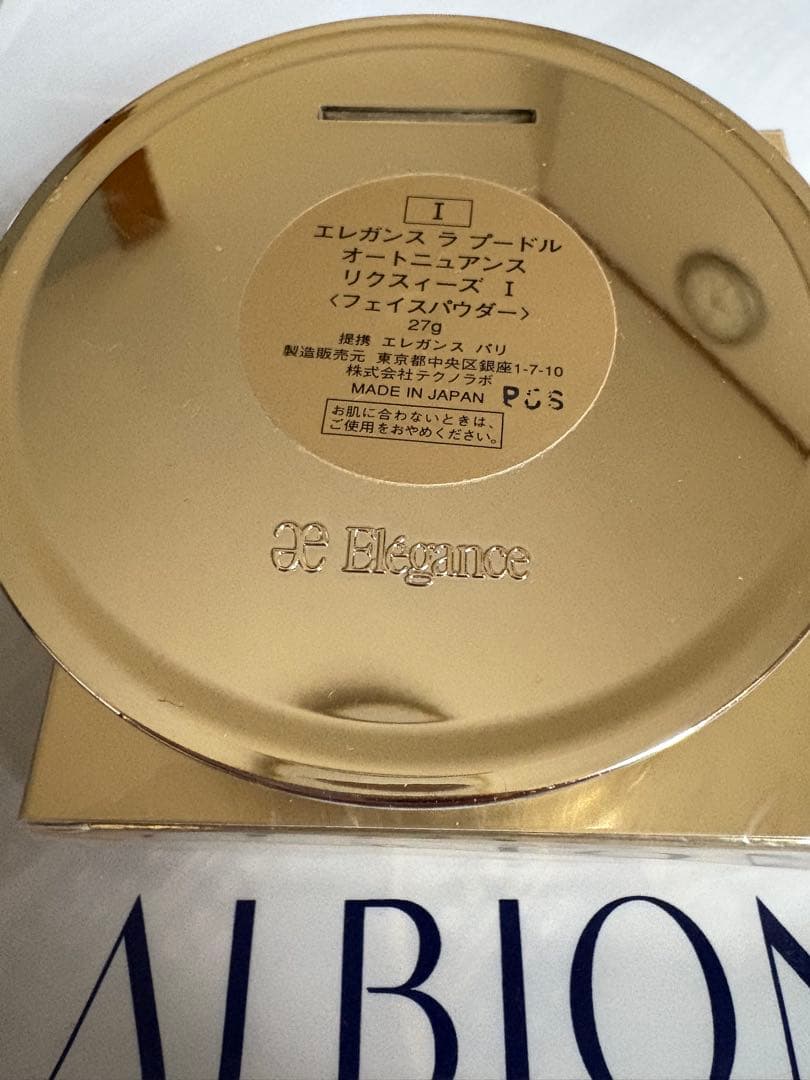 I
エレガンス ラ プードル
オートニュアンス
リクスィーズ I
〈フェイスパウダー〉
27g
提携 エレガンス パリ
製造販売元 東京都中央区銀座1-7-10
株式会社テクノラボ
MADE IN JAPAN
お肌に合わないときは、
ご使用をおやめください。
æ Elégance
ALBION